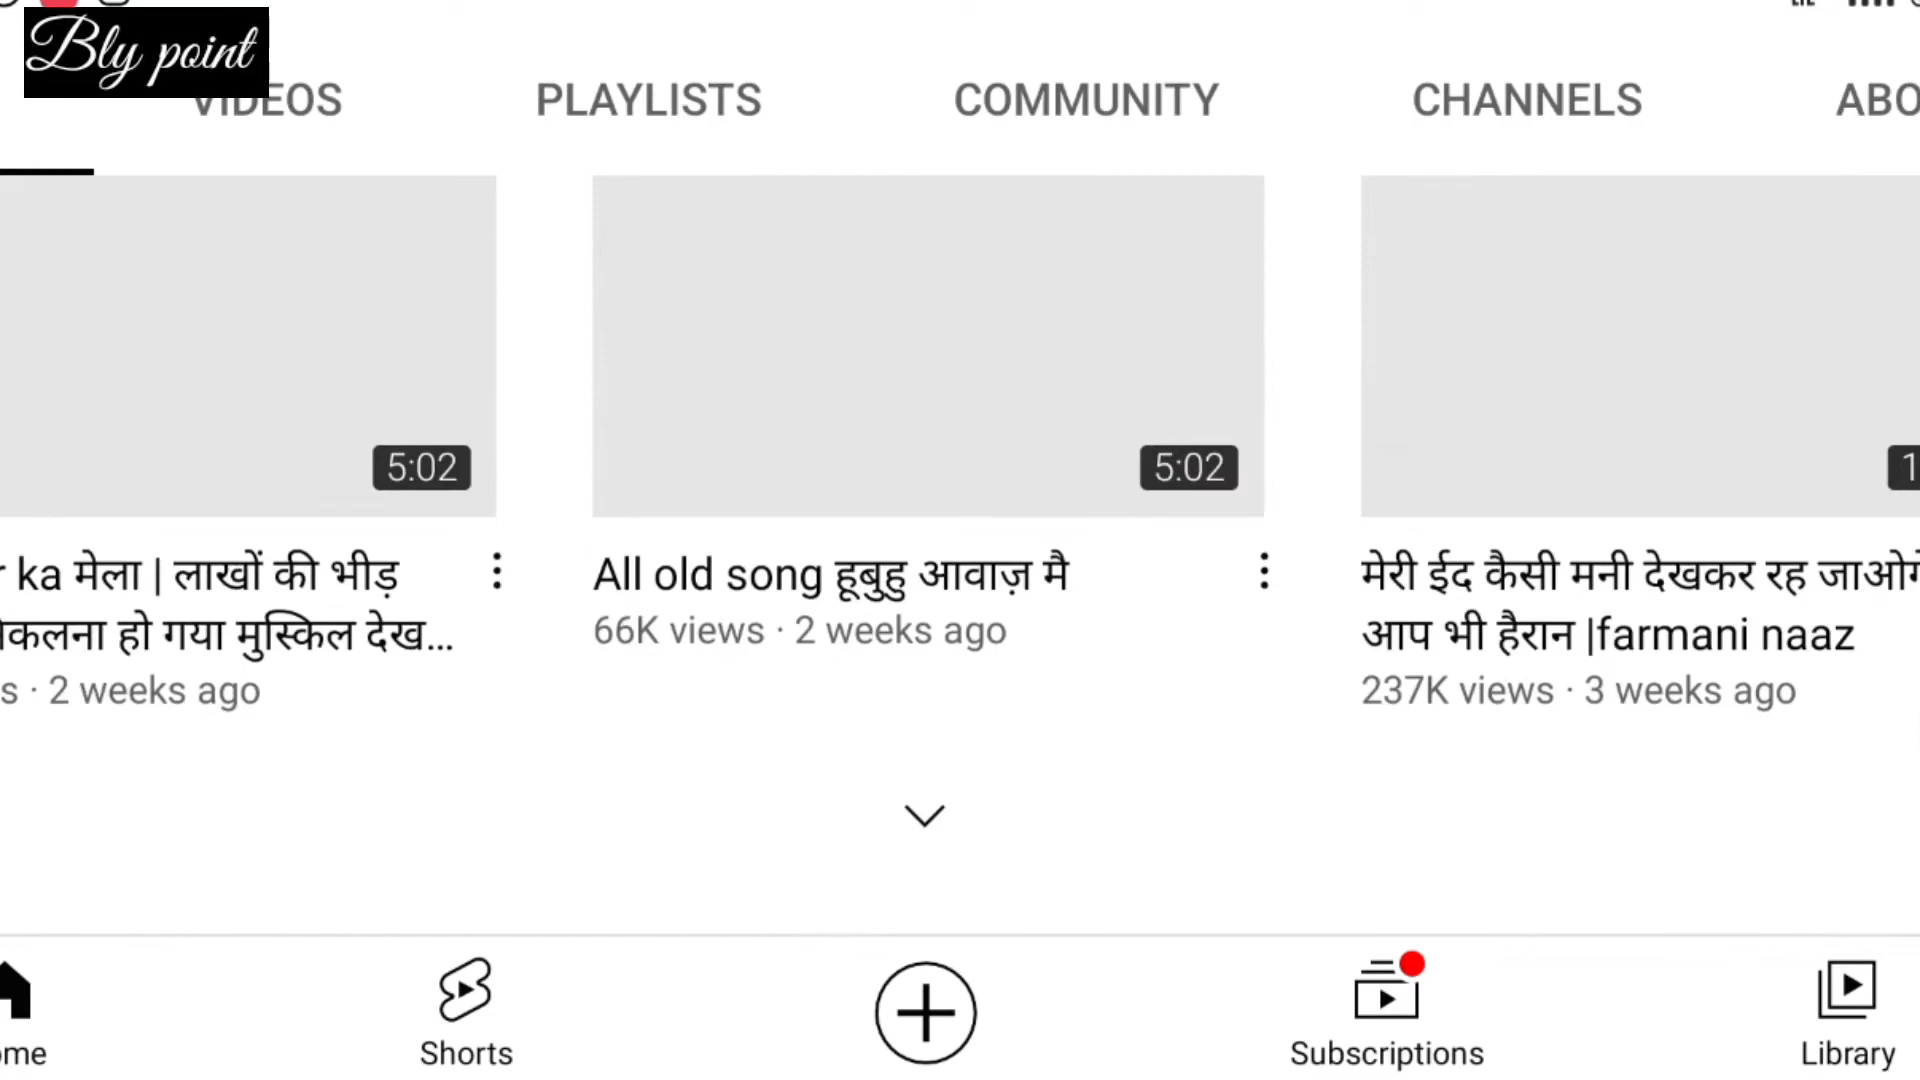 Bly point
VIDEOS PLAYLISTS COMMUNITY CHANNELS
5:02 5:02
ka मेला | लाखों की भीड़ All old song हूबुहु आवाज़ मै मेरी ईद कैसी मनी देखकर रह
हो गया मुस्किल देख... 66K views · 2 weeks ago आप भी हैरान |farmani naaz
2 weeks ago 237K views · 3 weeks ago
Shorts Subscriptions Library